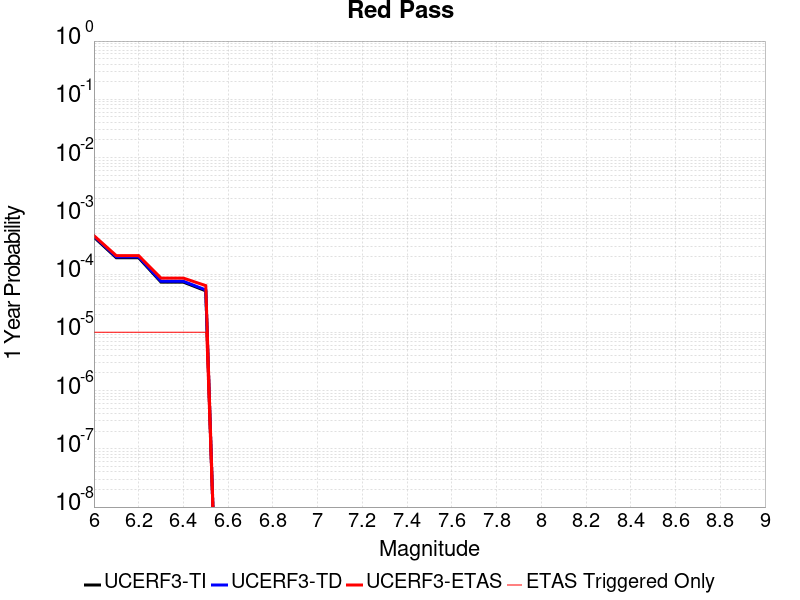 Red Pass
10 0
10 -1
10 -2
10 -3
10 -4
10 -5
10 -6
10 -7
10 -8
1 Year Probability
6 6.2 6.4 6.6 6.8 7 7.2 7.4 7.6 7.8 8 8.2 8.4 8.6 8.8 9
Magnitude
UCERF3-TI UCERF3-TD UCERF3-ETAS ETAS Triggered Only